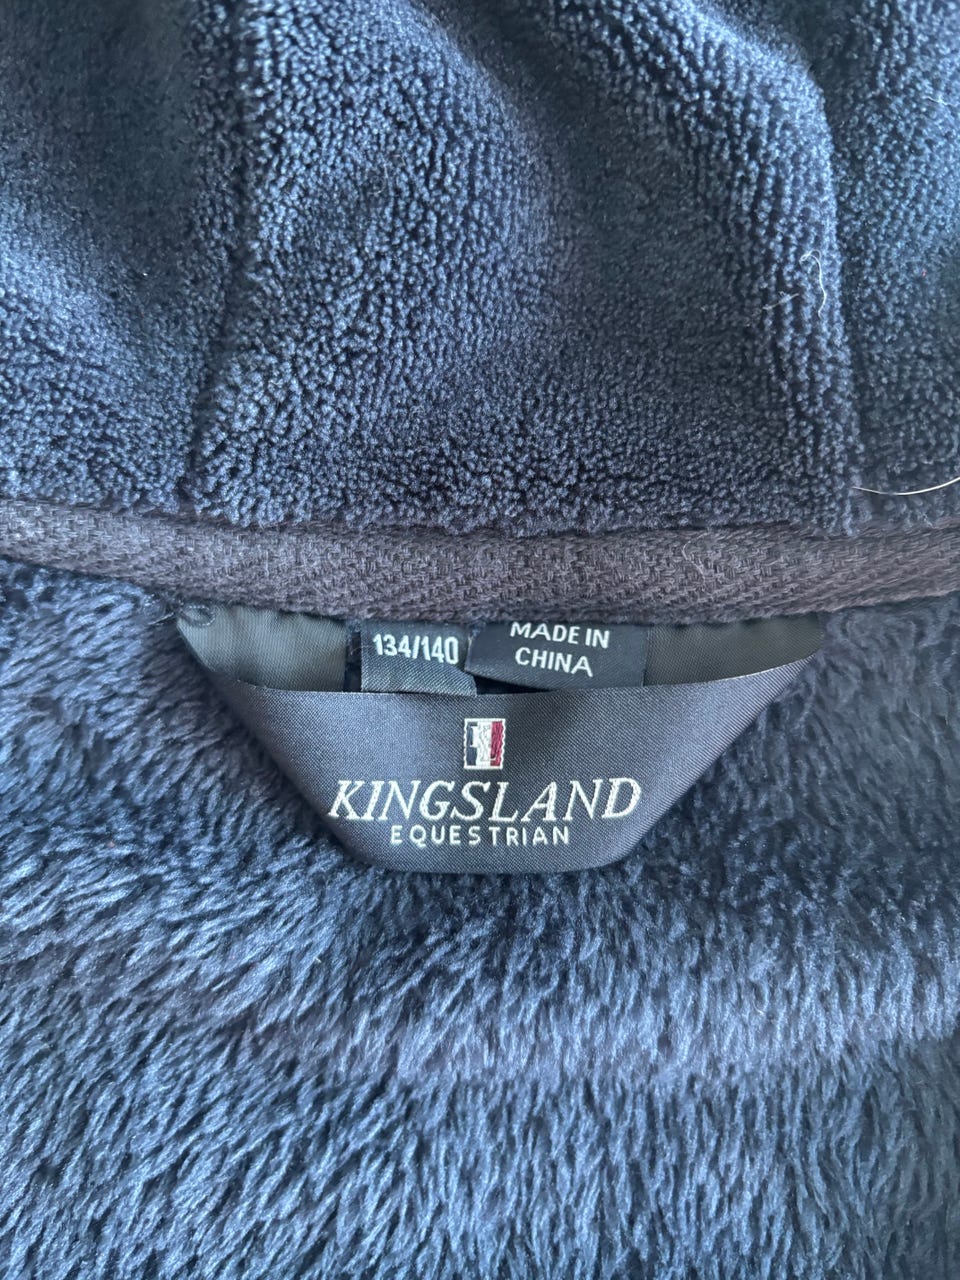 134/140
MADE IN
CHINA
KINGSLAND
EQUESTRIAN